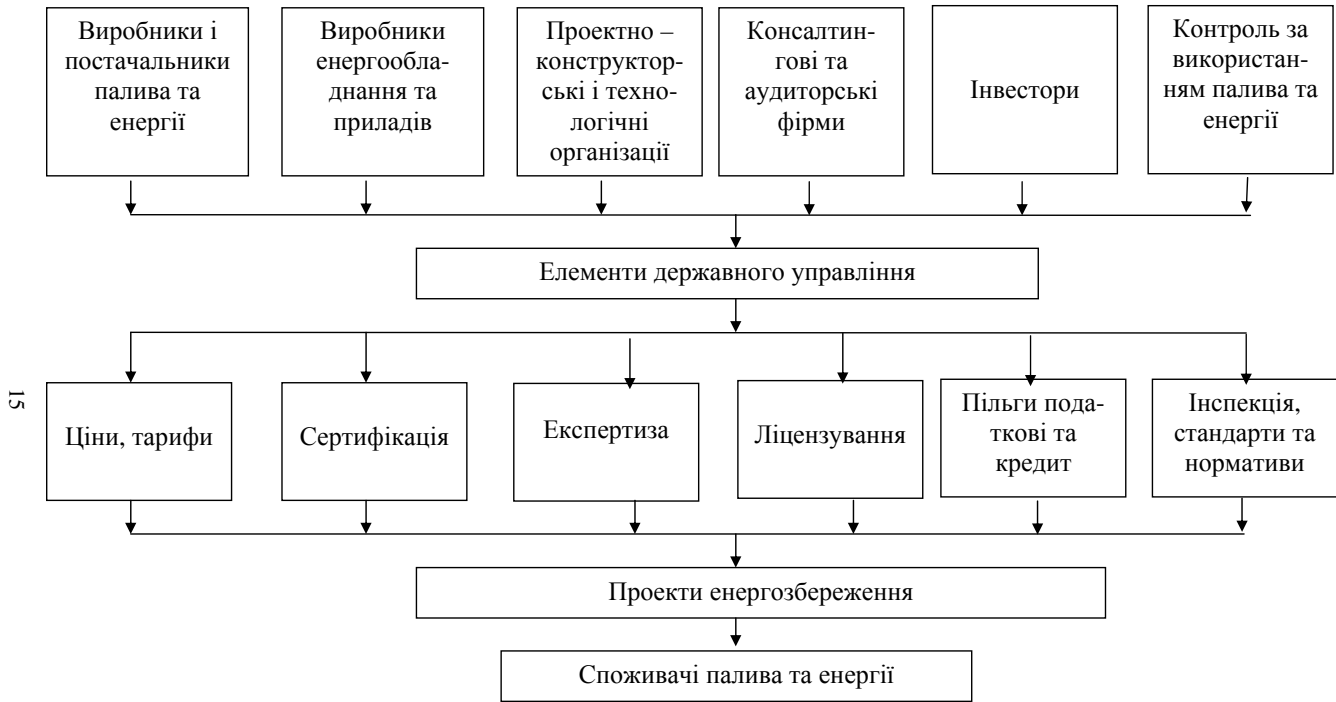 Виробники і
постачальники
палива та
енергії
Виробники
енергообла-
днання та
приладів
Проектно –
конструктор-
ські і техно-
логічні
організації
Консалтин-
гові та
аудиторські
фірми
Інвестори
Контроль за
використан-
ням палива та
енергії
Елементи державного управління
Ціни, тарифи
Сертифікація
Експертиза
Ліцензування
Пільги пода-
ткові та
кредит
Інспекція,
стандарти та
нормативи
Проекти енергозбереження
Споживачі палива та енергії
15